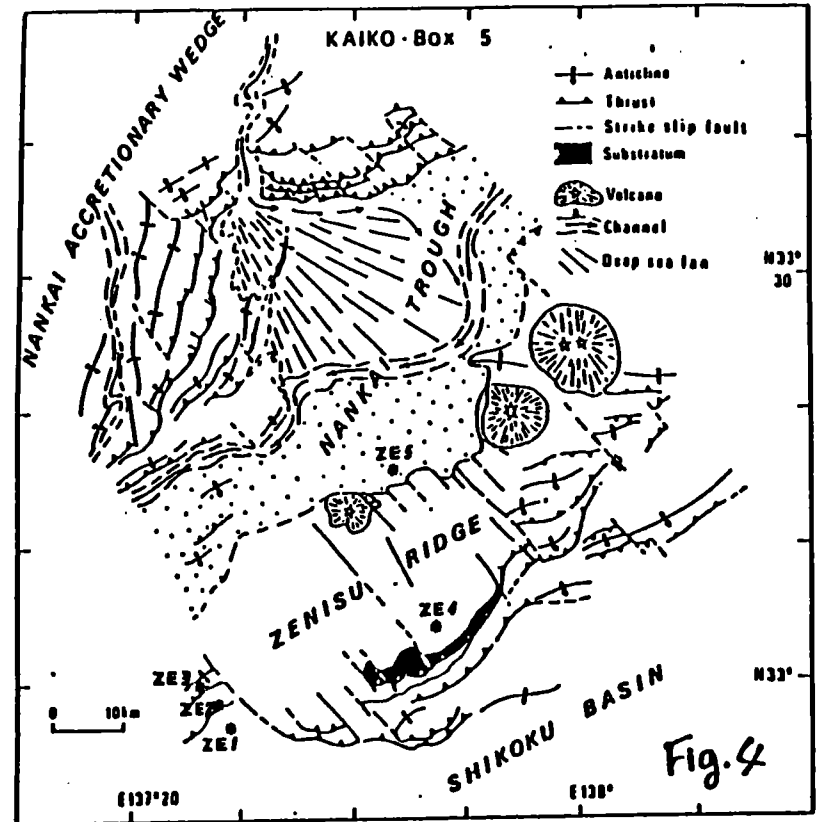 KAIKO · Box 5
Anticline
Thrust
Strike slip fault
Substratum
Volcano
Channel
Deep sea fan
NANKAI ACCRETIONARY WEDGE
TROUGH
N33°
30
NANKA
ZE5
RIDGE
ZENISU
ZE4
ZE3
ZE2
ZE1
N33°
0 10km
SHIKOKU BASIN
Fig. 4
E137°20
E138°